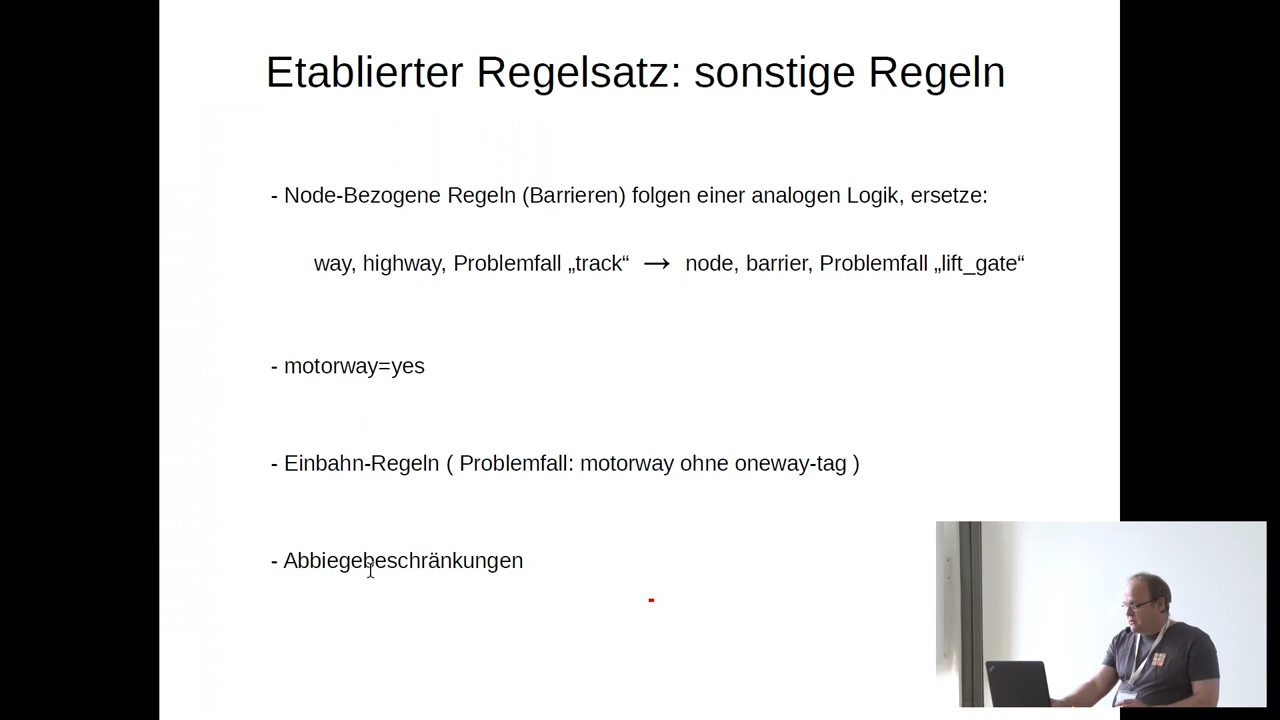 Etablierter Regelsatz: sonstige Regeln
- Node-Bezogene Regeln (Barrieren) folgen einer analogen Logik, ersetze:
way, highway, Problemfall „track“ → node, barrier, Problemfall „lift_gate“
- motorway=yes
- Einbahn-Regeln ( Problemfall: motorway ohne oneway-tag )
- Abbiegebeschränkungen